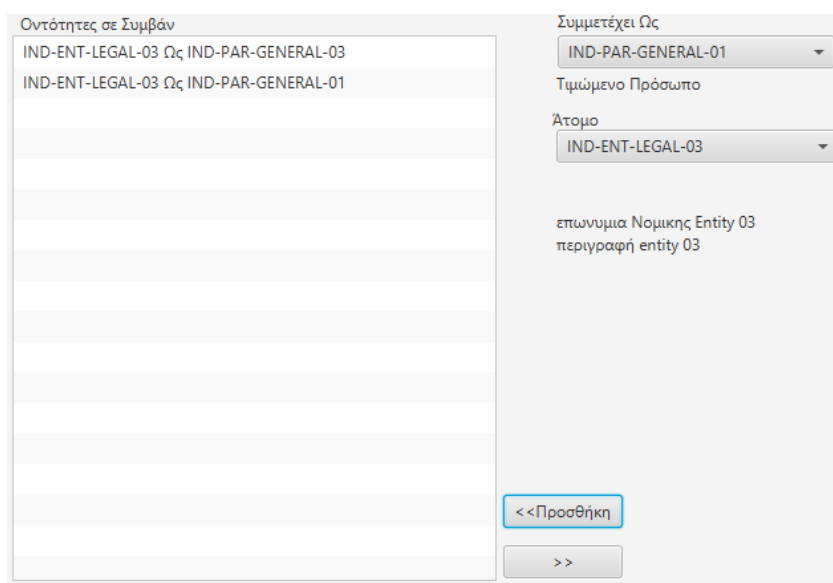 Οντότητες σε Συμβάν
IND-ENT-LEGAL-03 Ως IND-PAR-GENERAL-03
IND-ENT-LEGAL-03 Ως IND-PAR-GENERAL-01
Συμμετέχει Ως
IND-PAR-GENERAL-01
Τιμώμενο Πρόσωπο
Άτομο
IND-ENT-LEGAL-03
επωνυμια Νομικης Entity 03
περιγραφή entity 03
<<Προσθήκη
>>